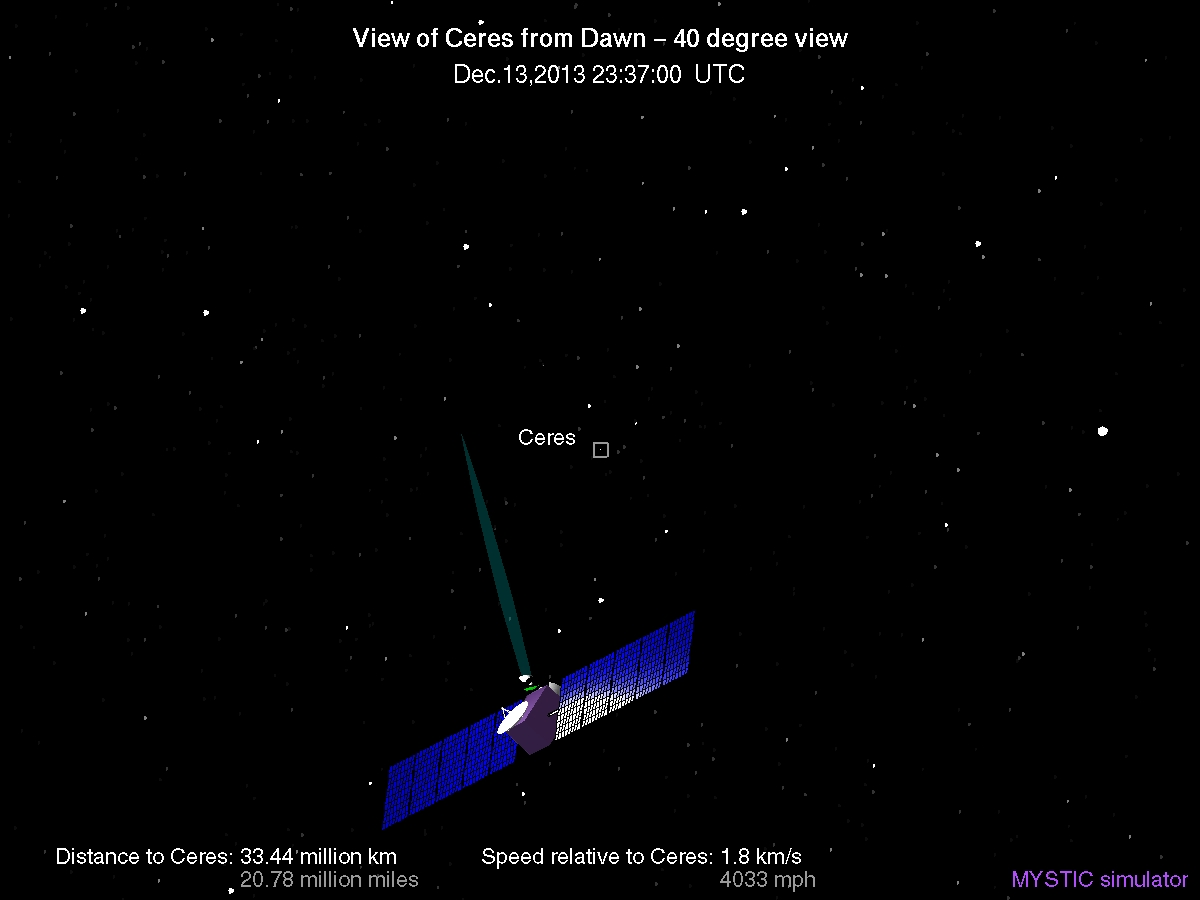 View of Ceres from Dawn – 40 degree view
Dec.13,2013 23:37:00 UTC
Ceres
Distance to Ceres: 33.44 million km
20.78 million miles
Speed relative to Ceres: 1.8 km/s
4033 mph
MYSTIC simulator